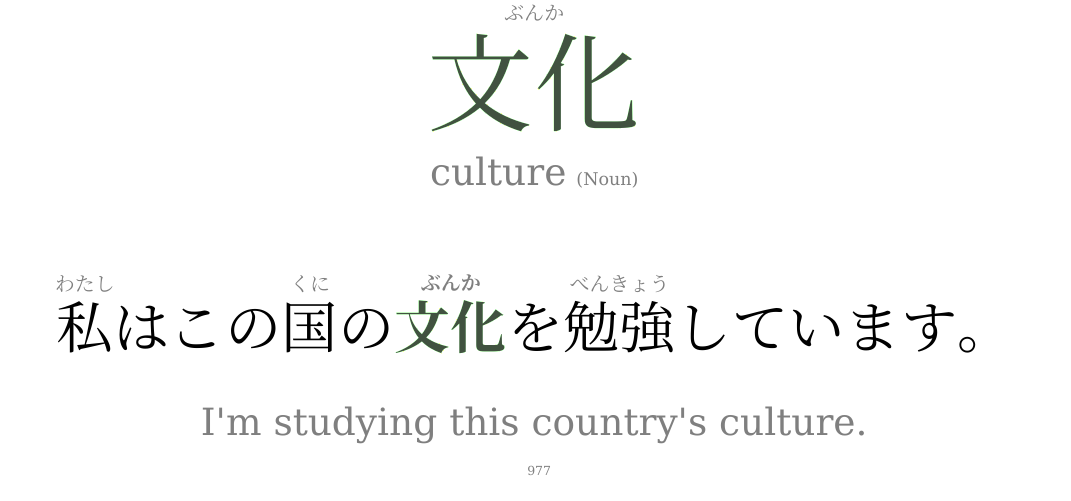 ぶんか
文化
culture (Noun)
わたし くに ぶんか べんきょう
私はこの国の文化を勉強しています。
I'm studying this country's culture.
977